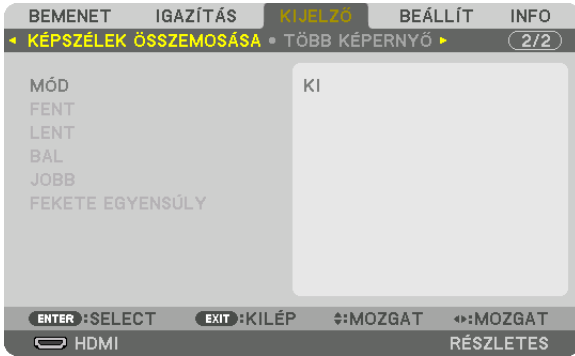 BEMENET IGAZÍTÁS KIJELZŐ BEÁLLÍT INFO
KÉPSZÉLEK ÖSSZEMOSÁSA • TÖBB KÉPERNYŐ 2/2
MÓD KI
FENT
LENT
BAL
JOBB
FEKETE EGYENSÚLY
ENTER :SELECT EXIT :KILÉP :MOZGAT :MOZGAT
HDMI RÉSZLETES